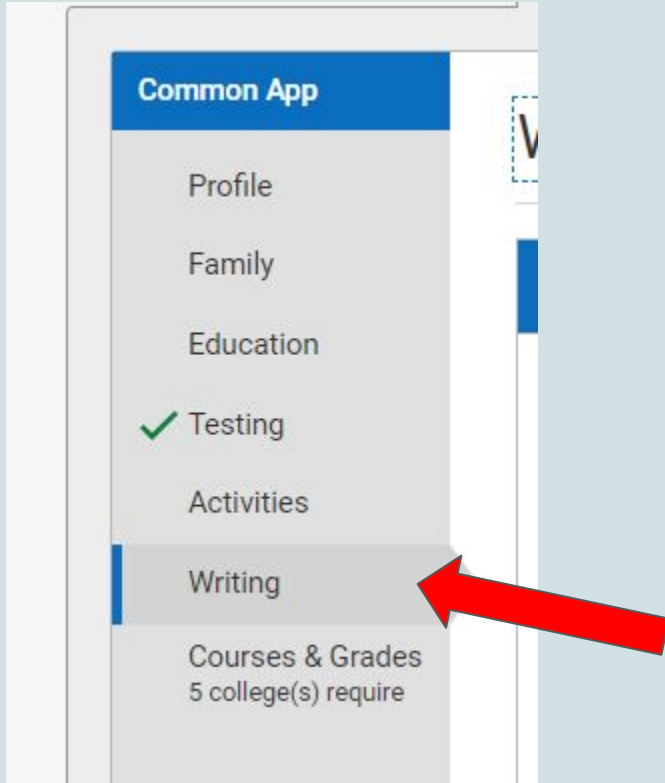 Common App
Profile
Family
Education
Testing
Activities
Writing
Courses & Grades
5 college(s) require